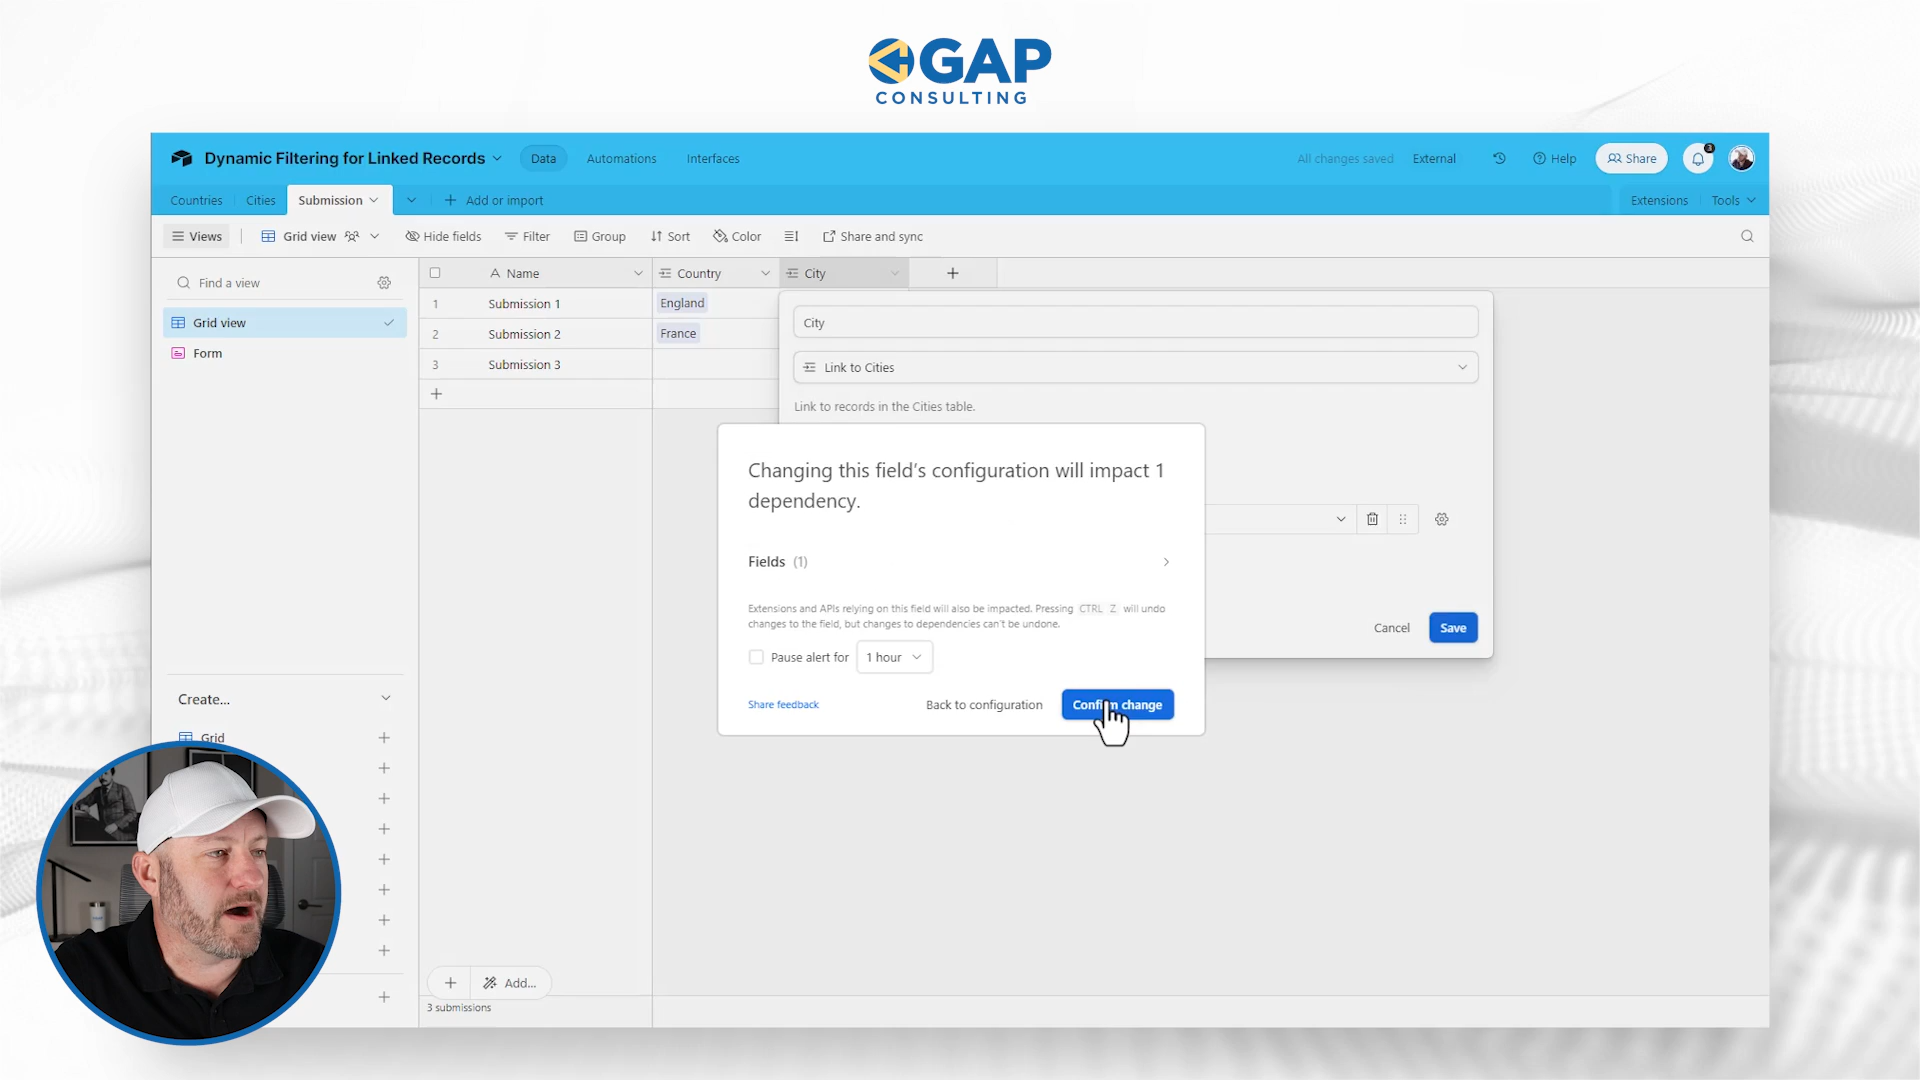 GAP
CONSULTING
Dynamic Filtering for Linked Records
Data
Automations
Interfaces
All changes saved
External
Help
Share
3
Countries
Cities
Submission
Add or import
Extensions
Tools
Views
Grid view
Hide fields
Filter
Group
Sort
Color
Share and sync
Find a view
Name
Country
City
Grid view
Form
1
Submission 1
England
2
Submission 2
France
3
Submission 3
City
Link to Cities
Link to records in the Cities table.
Changing this field's configuration will impact 1
dependency.
Fields (1)
Extensions and APIs relying on this field will also be impacted. Pressing CTRL Z will undo
changes to the field, but changes to dependencies can't be undone.
Pause alert for
1 hour
Share feedback
Back to configuration
Confirm change
Cancel
Save
Create...
Grid
Add...
3 submissions